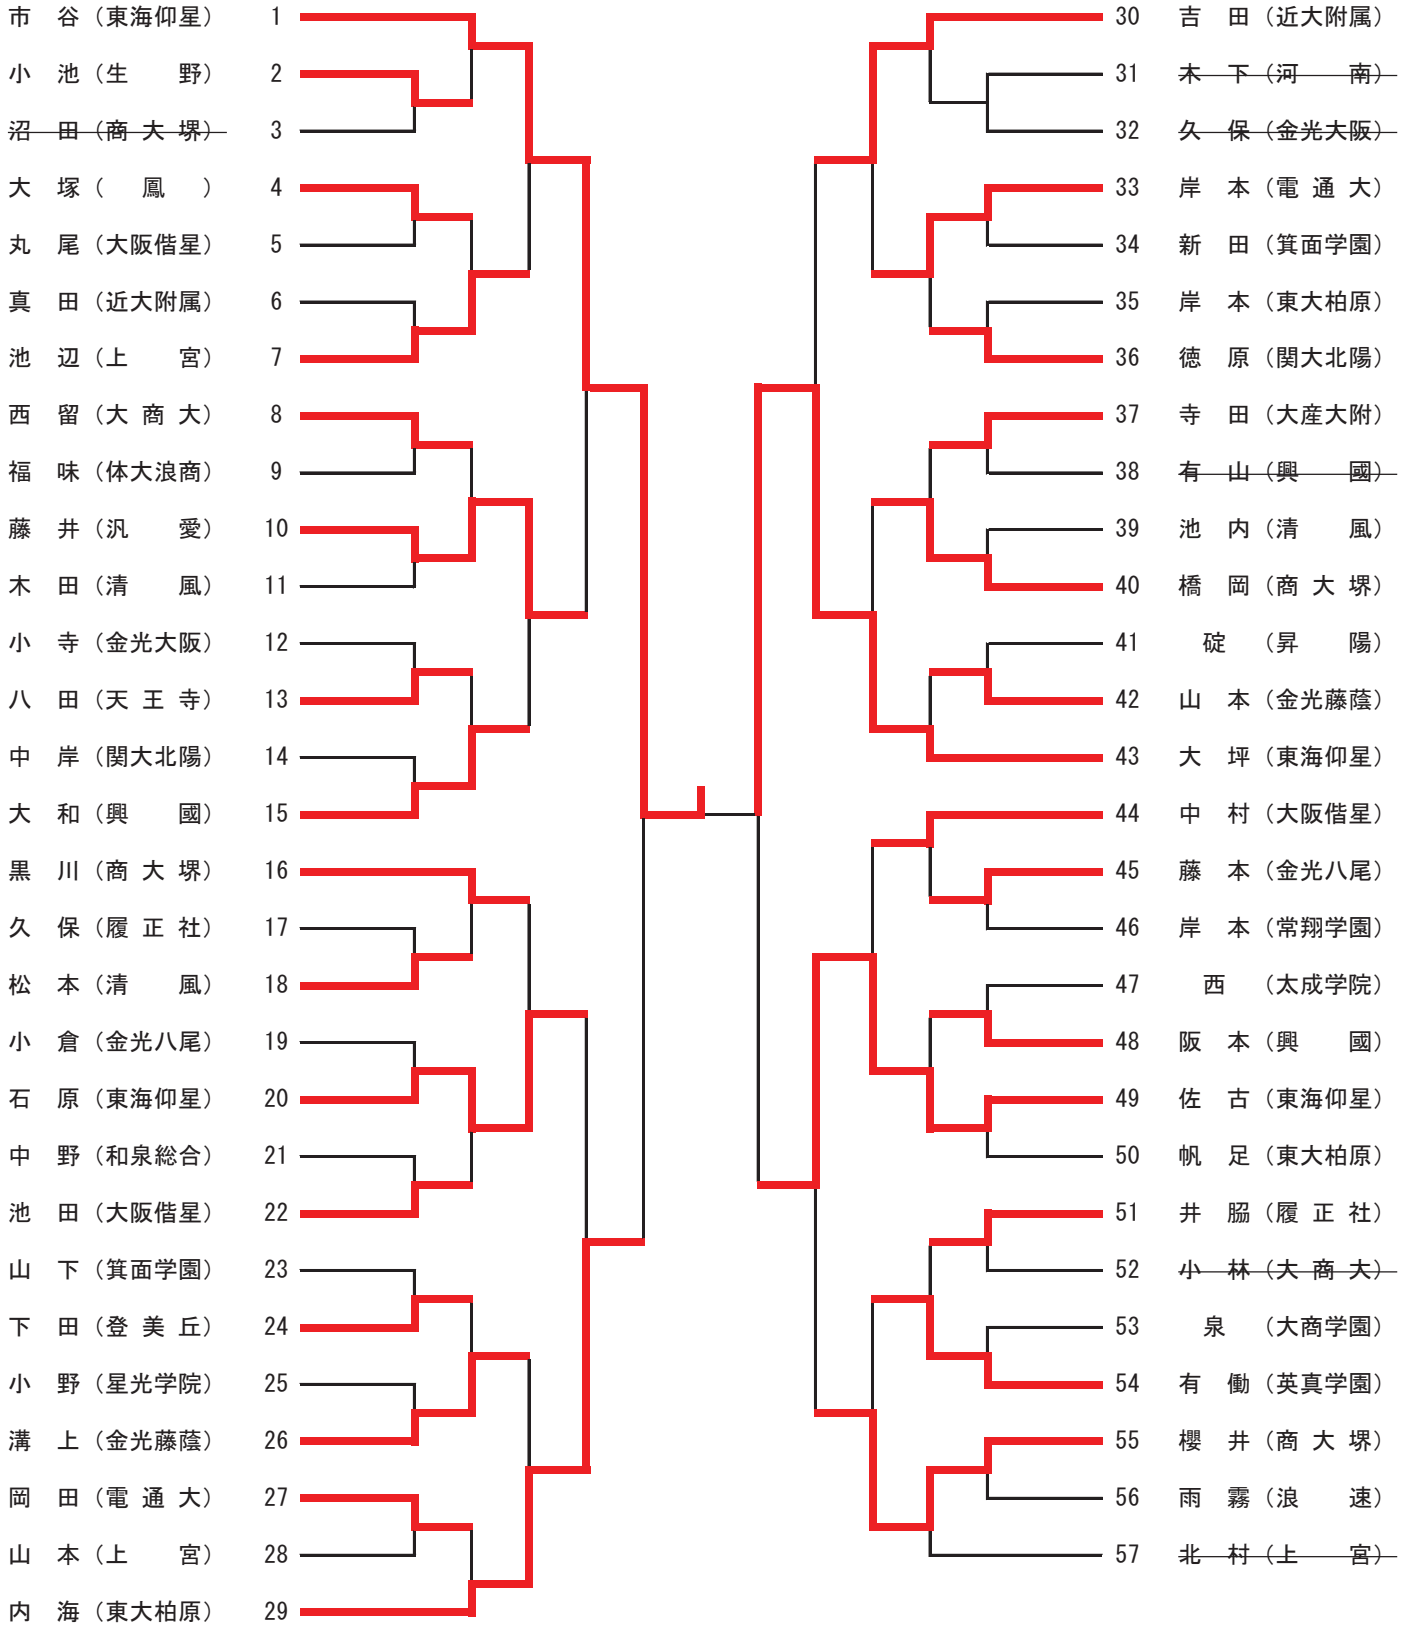 市 谷 (東海仰星) 1
小 池 (生 野) 2
沼 田 (商 大 堺) 3
大 塚 ( 鳳 ) 4
丸 尾 (大阪偕星) 5
真 田 (近大附属) 6
池 辺 (上 宮) 7
西 留 (大 商 大) 8
福 味 (体大浪商) 9
藤 井 (汎 愛) 10
木 田 (清 風) 11
小 寺 (金光大阪) 12
八 田 (天 王 寺) 13
中 岸 (関大北陽) 14
大 和 (興 國) 15
黒 川 (商 大 堺) 16
久 保 (履 正 社) 17
松 本 (清 風) 18
小 倉 (金光八尾) 19
石 原 (東海仰星) 20
中 野 (和泉総合) 21
池 田 (大阪偕星) 22
山 下 (箕面学園) 23
下 田 (登 美 丘) 24
小 野 (星光学院) 25
溝 上 (金光藤蔭) 26
岡 田 (電 通 大) 27
山 本 (上 宮) 28
内 海 (東大柏原) 29
30 吉 田 (近大附属)
31 木 下 (河 南)
32 久 保 (金光大阪)
33 岸 本 (電 通 大)
34 新 田 (箕面学園)
35 岸 本 (東大柏原)
36 徳 原 (関大北陽)
37 寺 田 (大産大附)
38 有 山 (興 國)
39 池 内 (清 風)
40 橋 岡 (商 大 堺)
41 碇 (昇 陽)
42 山 本 (金光藤蔭)
43 大 坪 (東海仰星)
44 中 村 (大阪偕星)
45 藤 本 (金光八尾)
46 岸 本 (常翔学園)
47 西 (太成学院)
48 阪 本 (興 國)
49 佐 古 (東海仰星)
50 帆 足 (東大柏原)
51 井 脇 (履 正 社)
52 小 林 (大 商 大)
53 泉 (大商学園)
54 有 働 (英真学園)
55 櫻 井 (商 大 堺)
56 雨 霧 (浪 速)
57 北 村 (上 宮)